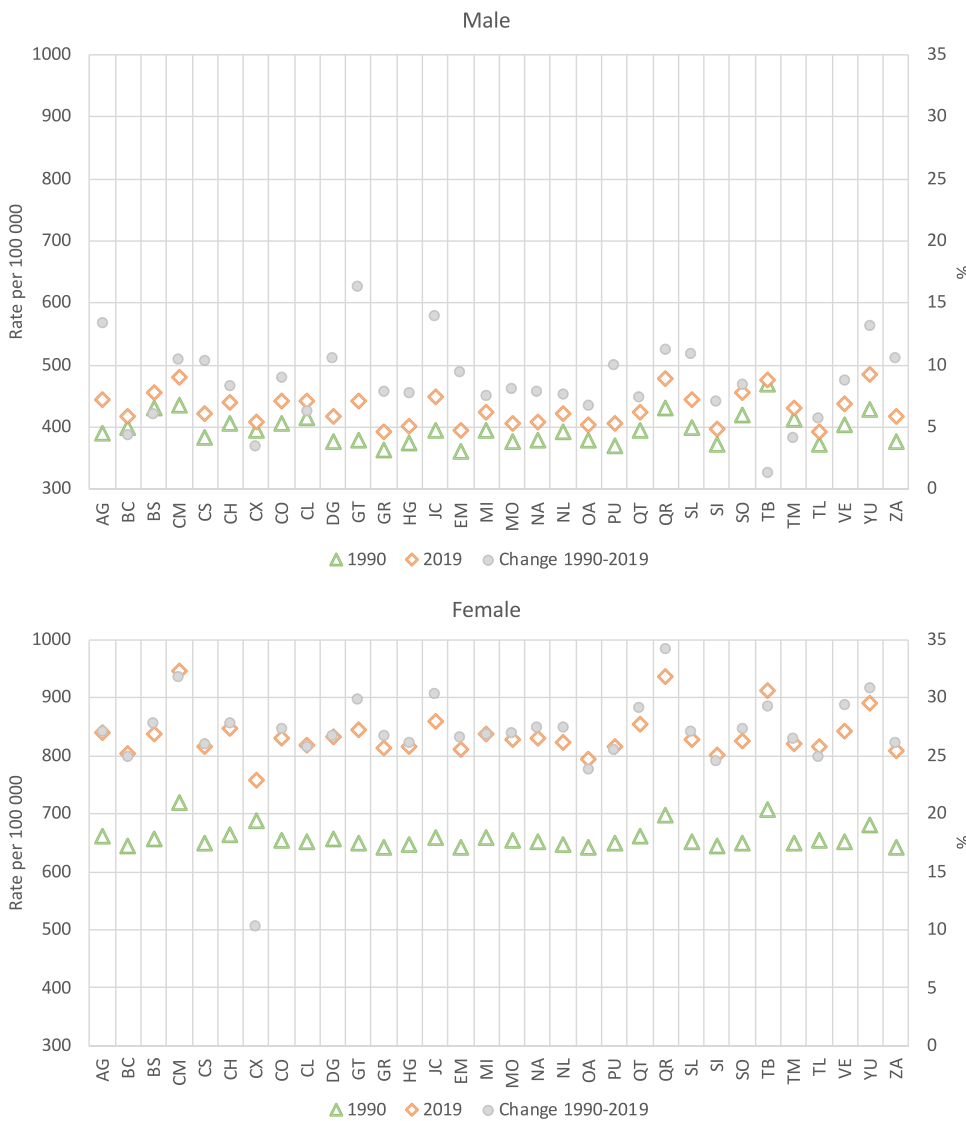 Male
1000 35
900 30
800 25
700 20
600 15
500 10
400 5
300 0
Rate per 100 000
%
AG BC BS CM CS CH CX CO CL DG GT GR HG JC EM MI MO NA NL OA PU QT QR SL SI SO TB TM TL VE YU ZA
1990 2019 Change 1990-2019
Female
1000 35
900 30
800 25
700 20
600 15
500 10
400 5
300 0
Rate per 100 000
%
AG BC BS CM CS CH CX CO CL DG GT GR HG JC EM MI MO NA NL OA PU QT QR SL SI SO TB TM TL VE YU ZA
1990 2019 Change 1990-2019